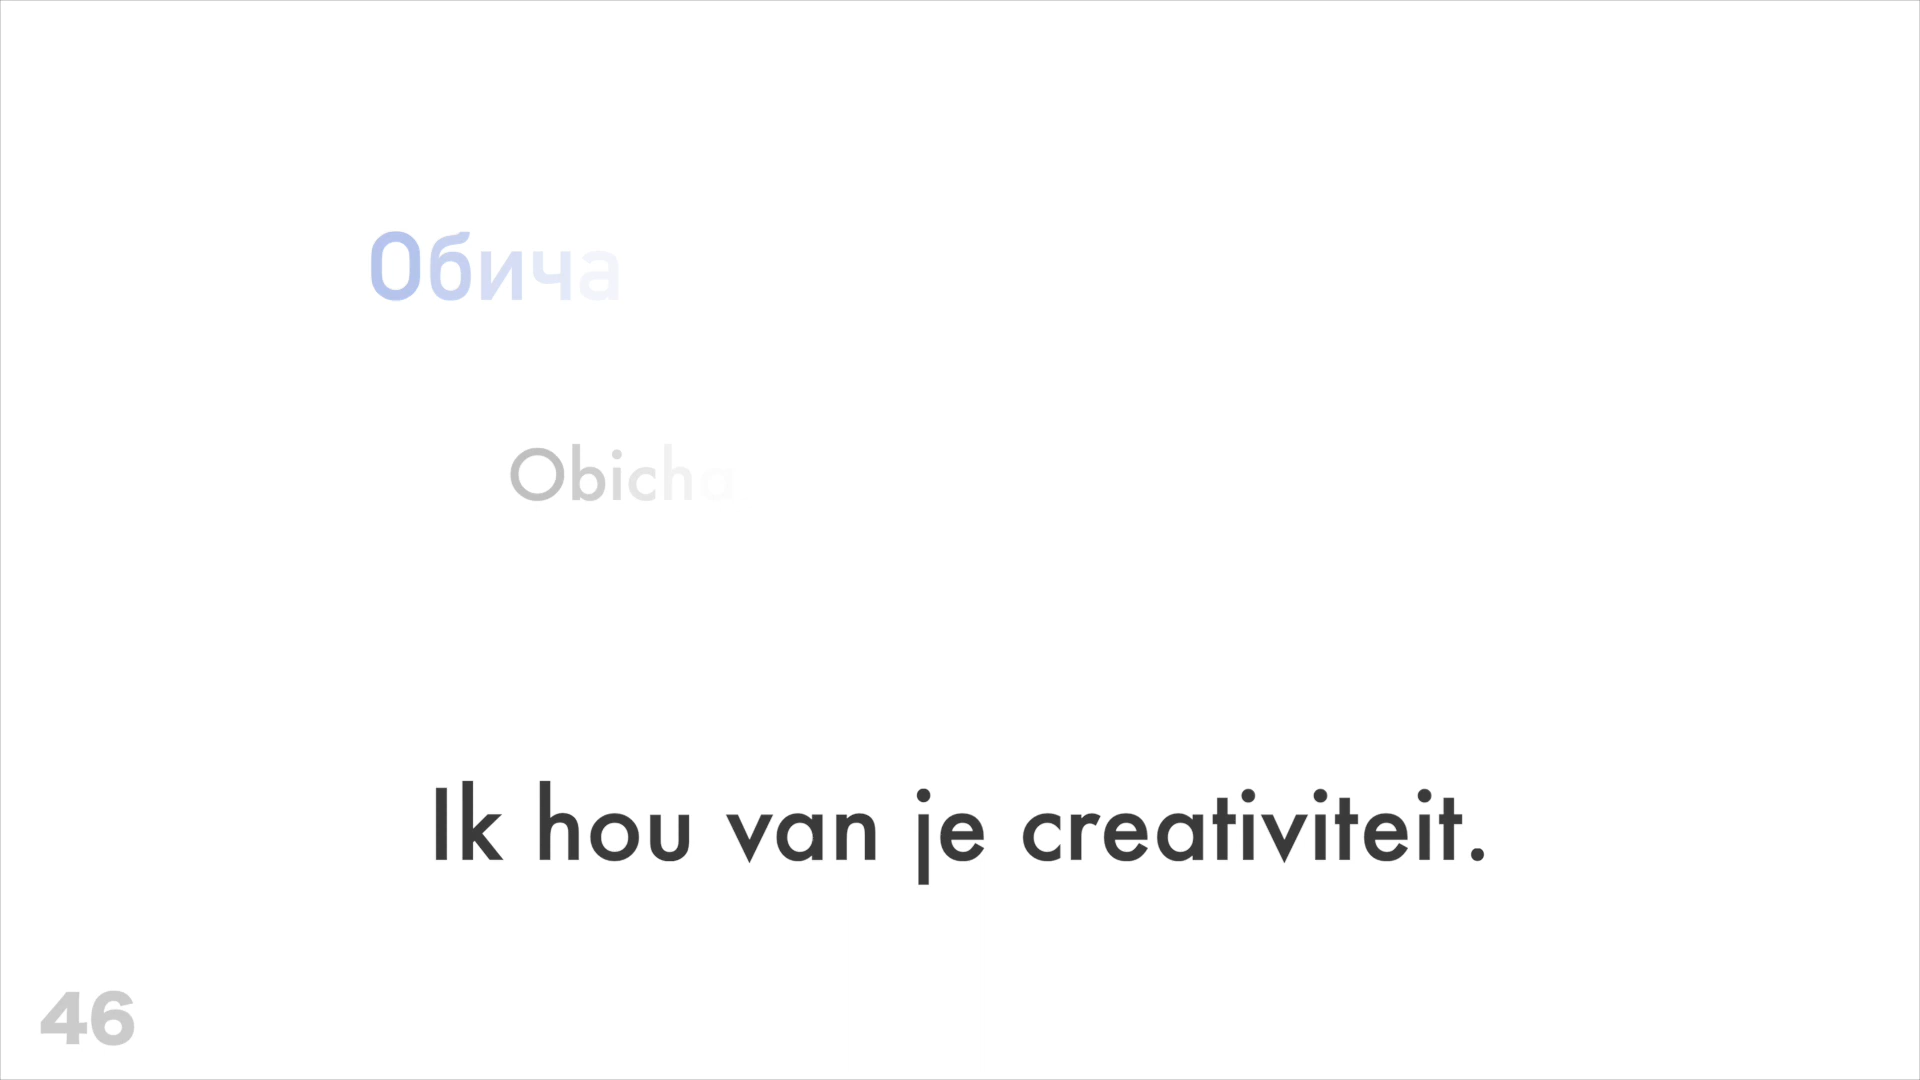 Обича
Obicha
Ik hou van je creativiteit.
46